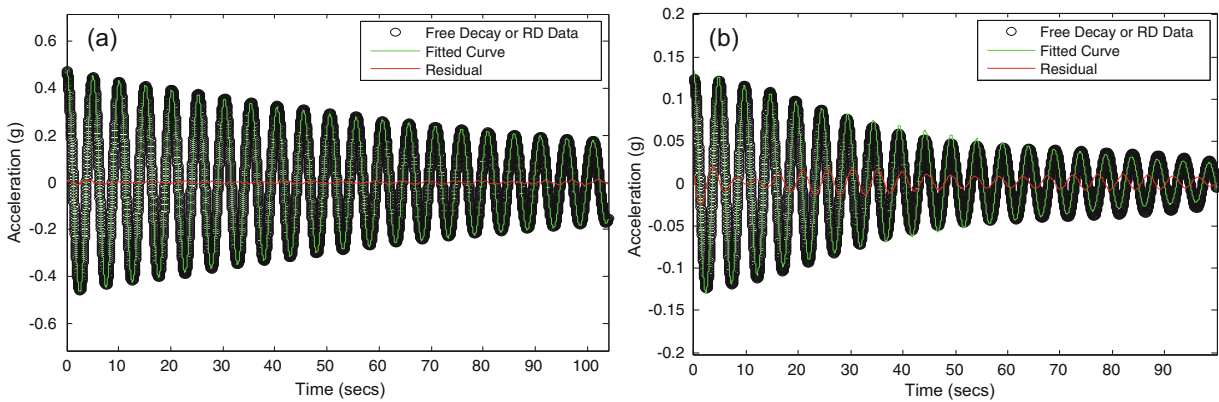 (a)
Free Decay or RD Data
Fitted Curve
Residual
Acceleration (g)
0.6
0.4
0.2
0
-0.2
-0.4
-0.6
0 10 20 30 40 50 60 70 80 90 100
Time (secs)
(b)
Free Decay or RD Data
Fitted Curve
Residual
Acceleration (g)
0.2
0.15
0.1
0.05
0
-0.05
-0.1
-0.15
-0.2
0 10 20 30 40 50 60 70 80 90
Time (secs)